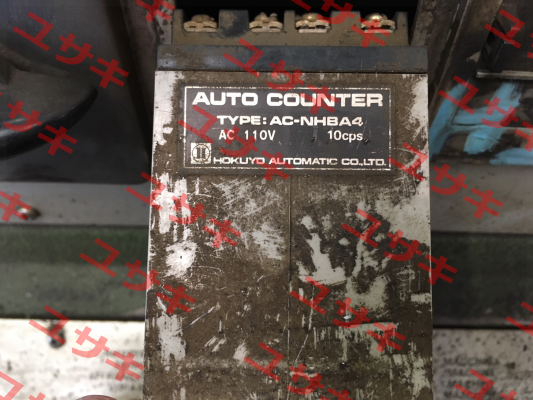 AUTO COUNTER
TYPE: AC-NHBA4
AC 110V 10cps
HOKUYO AUTOMATIC CO.,LTD.
ユサキ